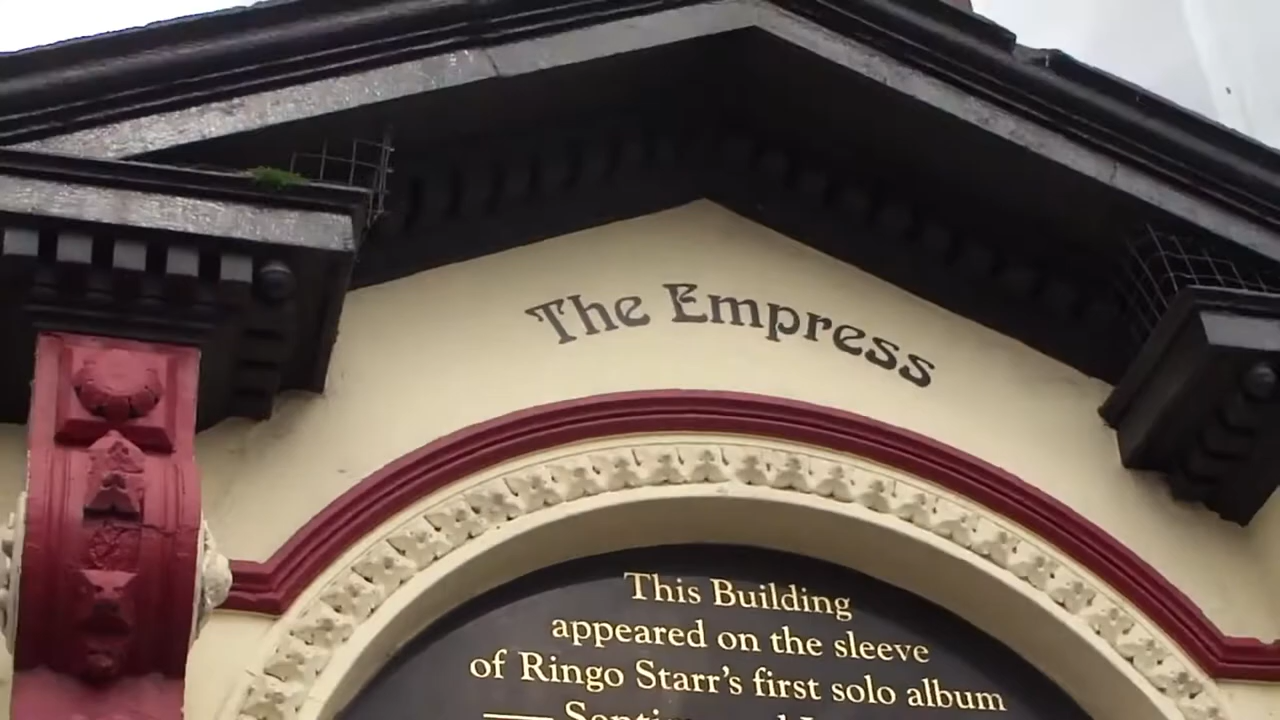 The Empress
This Building
appeared on the sleeve
of Ringo Starr's first solo album